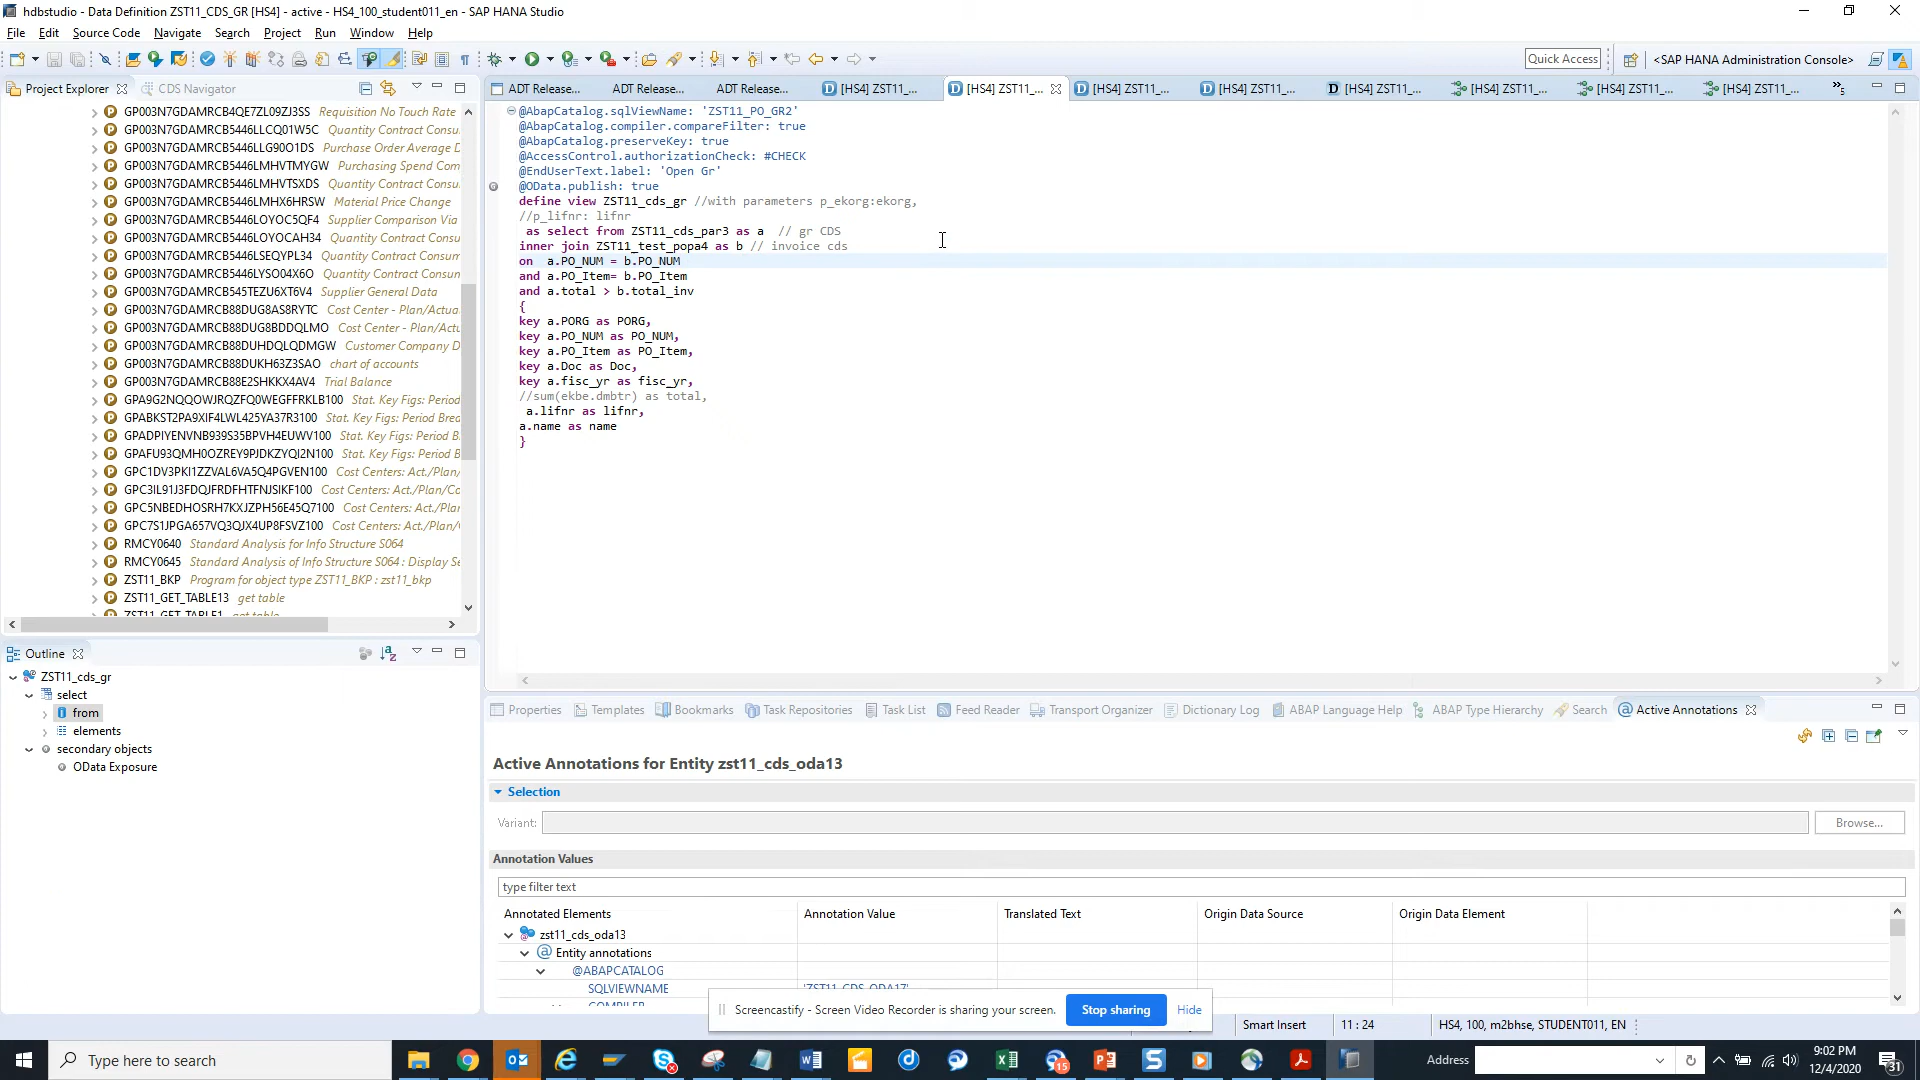 hdbstudio - Data Definition ZST11_CDS_GR [HS4] - active - HS4_100_student011_en - SAP HANA Studio
File Edit Source Code Navigate Search Project Run Window Help
Quick Access <SAP HANA Administration Console>
Project Explorer CDS Navigator
ADT Release... ADT Release... ADT Release... [HS4] ZST11_... [HS4] ZST11_... [HS4] ZST11_... [HS4] ZST11_... [HS4] ZST11_... [HS4] ZST11_... [HS4] ZST11_... [HS4] ZST11_... »5
GP003N7GDAMRCB4QE7ZL09ZJ3SS Requisition No Touch Rate
GP003N7GDAMRCB5446LLCQ01W5C Quantity Contract Consu
GP003N7GDAMRCB5446LLG90O1DS Purchase Order Average D
GP003N7GDAMRCB5446LMHVTMYGW Purchasing Spend Com
GP003N7GDAMRCB5446LMHVTSXDS Quantity Contract Consu
GP003N7GDAMRCB5446LMHX6HRSW Material Price Change
GP003N7GDAMRCB5446LOYOC5QF4 Supplier Comparison Via
GP003N7GDAMRCB5446LOYOCAH34 Quantity Contract Consu
GP003N7GDAMRCB5446LSEQYPL34 Quantity Contract Consu
GP003N7GDAMRCB5446LYSO04X6O Quantity Contract Consu
GP003N7GDAMRCB545TEZU6XT6V4 Supplier General Data
GP003N7GDAMRCB88DUG8AS8RYTC Cost Center - Plan/Actua
GP003N7GDAMRCB88DUG8BDDQLMO Cost Center - Plan/Actu
GP003N7GDAMRCB88DUHDQLQDMGW Customer Company D
GP003N7GDAMRCB88DUKH63Z3SAO chart of accounts
GP003N7GDAMRCB88E2SHKKX4AV4 Trial Balance
GPA9G2NQQOWJRQZFQ0WEGFFRKLB100 Stat. Key Figs: Period
GPABKST2PA9XIF4LWL425YA37R3100 Stat. Key Figs: Period Brea
GPADPIYENVNB939S35BPVH4EUWV100 Stat. Key Figs: Period B
GPAFU93QMH0OZREY9PJDKZYQI2N100 Stat. Key Figs: Period B
GPC1DV3PKI1ZZVAL6VA5Q4PGVEN100 Cost Centers: Act./Plan/
GPC3IL91J3FDQJFRDFHTFNJSIKF100 Cost Centers: Act./Plan/Co
GPC5NBEDHOSRH7KXJZPH56E45Q7100 Cost Centers: Act./Plar
GPC7S1JPGA657VQ3QJX4UP8FSVZ100 Cost Centers: Act./Plan/
RMCY0640 Standard Analysis for Info Structure S064
RMCY0645 Standard Analysis of Info Structure S064 : Display Se
ZST11_BKP Program for object type ZST11_BKP : zst11_bkp
ZST11_GET_TABLE13 get table
ZST11_GET_TABLE1 get table
@AbapCatalog.sqlViewName: 'ZST11_PO_GR2'
@AbapCatalog.compiler.compareFilter: true
@AbapCatalog.preserveKey: true
@AccessControl.authorizationCheck: #CHECK
@EndUserText.label: 'Open Gr'
@OData.publish: true
define view ZST11_cds_gr //with parameters p_ekorg:ekorg,
//p_lifnr: lifnr
as select from ZST11_cds_par3 as a // gr CDS
inner join ZST11_test_popa4 as b // invoice cds
on a.PO_NUM = b.PO_NUM
and a.PO_Item= b.PO_Item
and a.total > b.total_inv
{
key a.PORG as PORG,
key a.PO_NUM as PO_NUM,
key a.PO_Item as PO_Item,
key a.Doc as Doc,
key a.fisc_yr as fisc_yr,
//sum(ekbe.dmbtr) as total,
a.lifnr as lifnr,
a.name as name
}
Outline
ZST11_cds_gr
select
from
elements
secondary objects
OData Exposure
Properties Templates Bookmarks Task Repositories Task List Feed Reader Transport Organizer Dictionary Log ABAP Language Help ABAP Type Hierarchy Search Active Annotations
Active Annotations for Entity zst11_cds_oda13
Selection
Variant: Browse...
Annotation Values
type filter text
Annotated Elements Annotation Value Translated Text Origin Data Source Origin Data Element
zst11_cds_oda13
Entity annotations
@ABAPCATALOG
SQLVIEWNAME 'ZST11_CDS_ODA17'
COMPILER
Screencastify - Screen Video Recorder is sharing your screen. Stop sharing Hide
Smart Insert 11 : 24 HS4, 100, m2bhse, STUDENT011, EN
Type here to search
15
Address
9:02 PM
12/4/2020
31